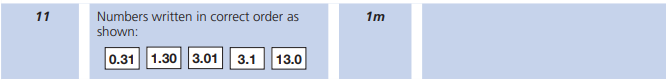 11 Numbers written in correct order as 1m
shown:
0.31 1.30 3.01 3.1 13.0